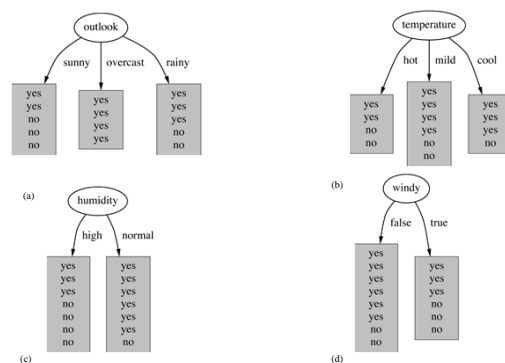 outlook
sunny overcast rainy
yes
yes
no
no
no
yes
yes
yes
yes
yes
yes
yes
no
no
(a)
temperature
hot mild cool
yes
yes
no
no
yes
yes
yes
yes
no
no
yes
yes
yes
no
(b)
humidity
high normal
yes
yes
yes
no
no
no
no
yes
yes
yes
yes
yes
yes
no
(c)
windy
false true
yes
yes
yes
yes
yes
yes
no
no
yes
yes
yes
no
no
no
(d)